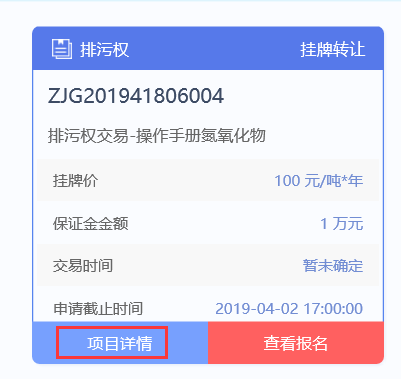 排污权 挂牌转让
ZJG201941806004
排污权交易-操作手册氮氧化物
挂牌价 100 元/吨*年
保证金金额 1 万元
交易时间 暂未确定
申请截止时间 2019-04-02 17:00:00
项目详情 查看报名